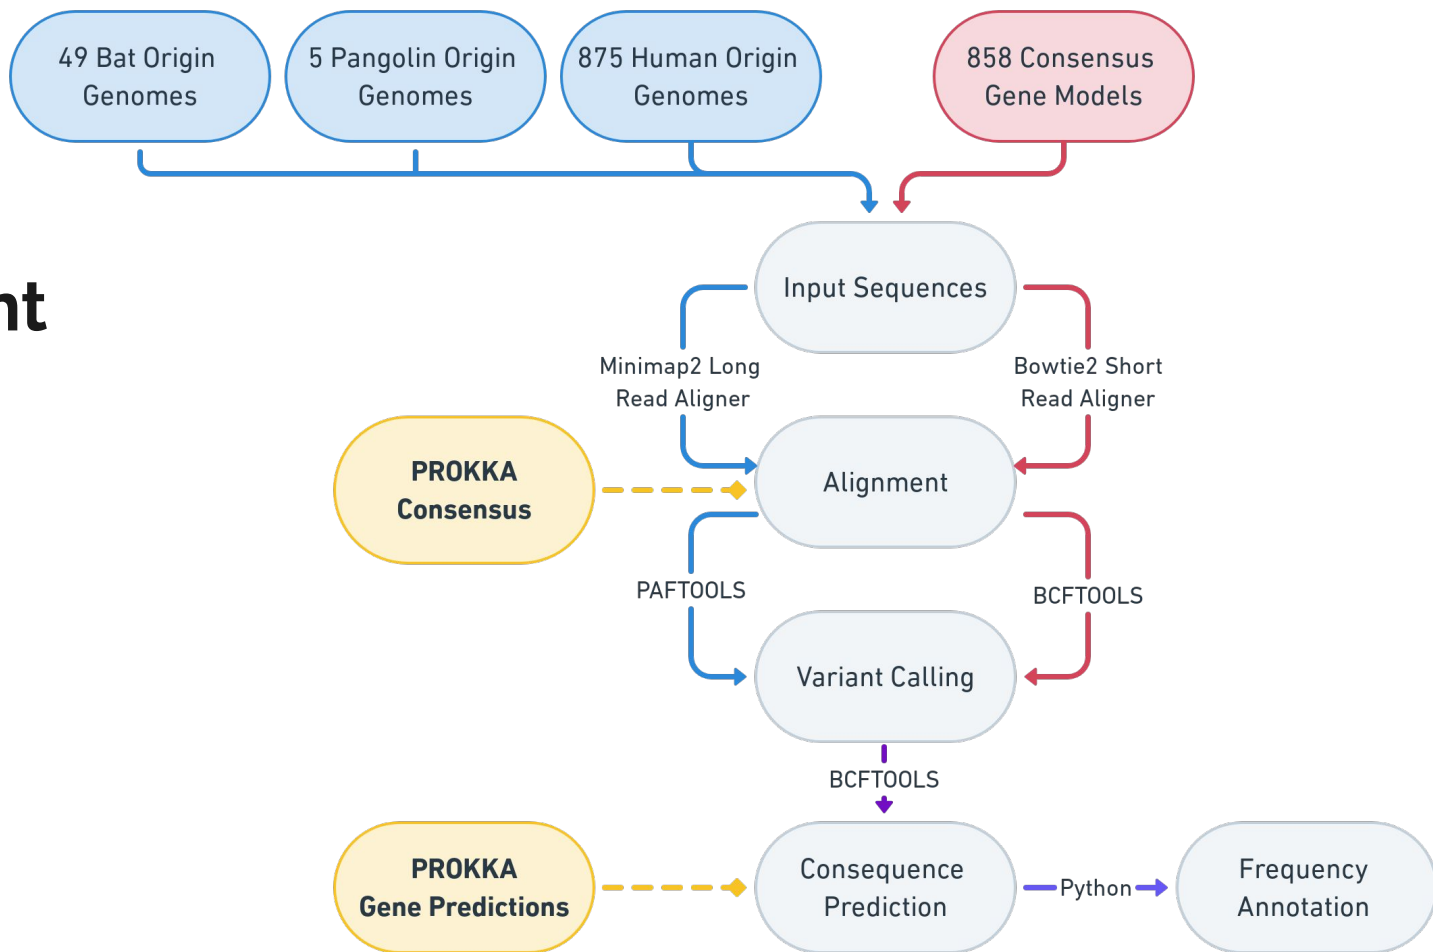 49 Bat Origin
Genomes
5 Pangolin Origin
Genomes
875 Human Origin
Genomes
858 Consensus
Gene Models
Input Sequences
nt
Minimap2 Long
Read Aligner
Bowtie2 Short
Read Aligner
PROKKA
Consensus
Alignment
PAFTOOLS
BCFTOOLS
Variant Calling
BCFTOOLS
PROKKA
Gene Predictions
Consequence
Prediction
Python
Frequency
Annotation